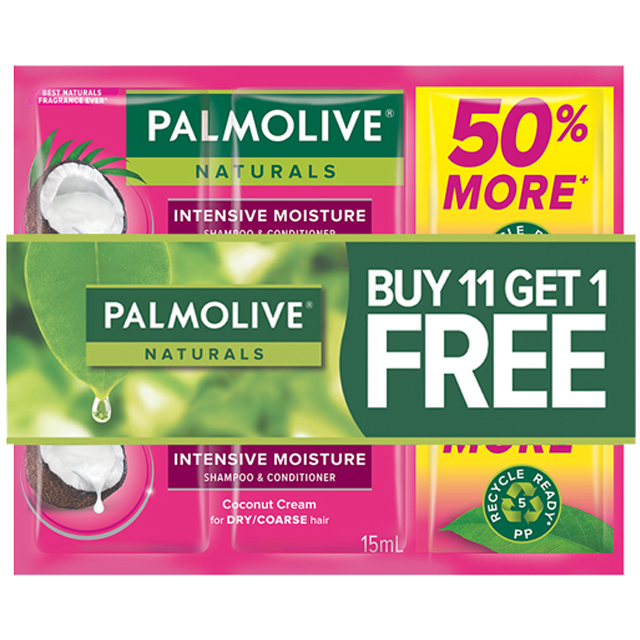 BEST NATURALS
FRAGRANCE EVER*
PALMOLIVE®
NATURALS
INTENSIVE MOISTURE
SHAMPOO & CONDITIONER
50%
MORE+
PALMOLIVE®
NATURALS
BUY 11 GET 1
FREE
MORE
INTENSIVE MOISTURE
SHAMPOO & CONDITIONER
Coconut Cream
for DRY/COARSE hair
15mL
RECYCLE READY*
5
PP